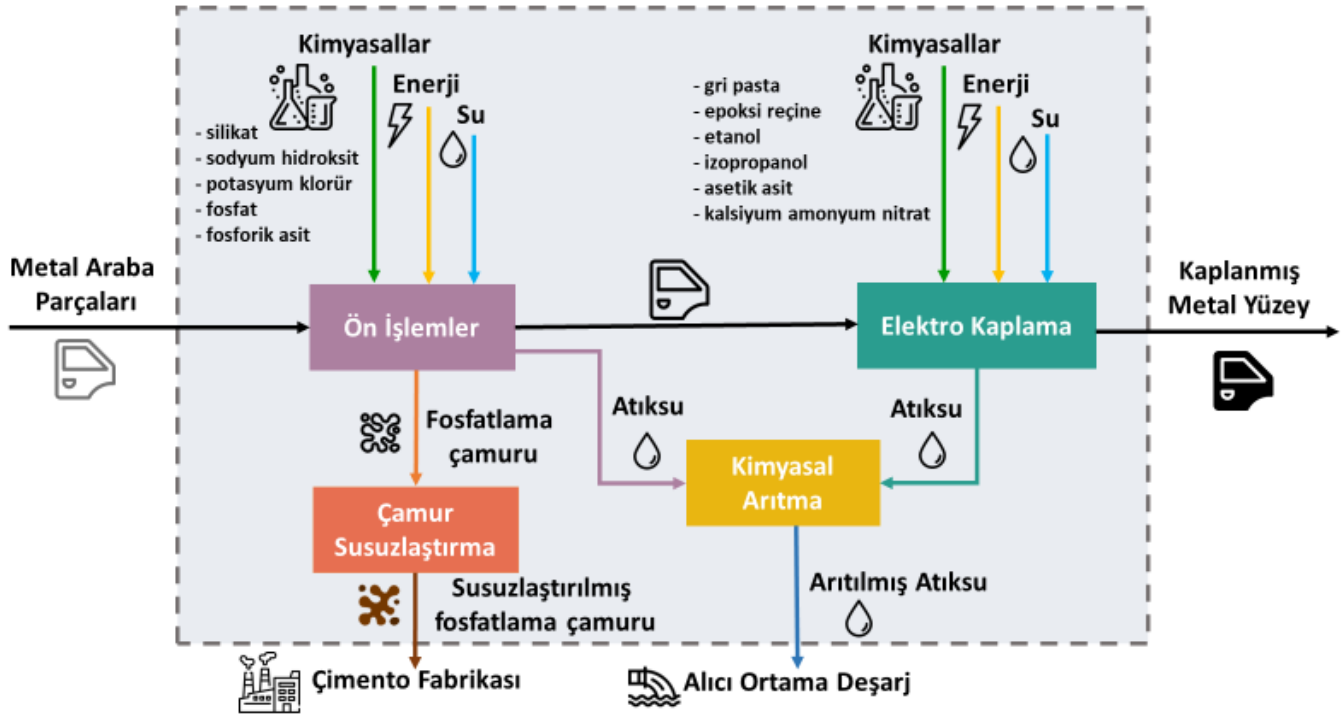 Kimyasallar
Enerji
Su
- silikat
- sodyum hidroksit
- potasyum klorür
- fosfat
- fosforik asit
Kimyasallar
Enerji
Su
- gri pasta
- epoksi reçine
- etanol
- izopropanol
- asetik asit
- kalsiyum amonyum nitrat
Metal Araba
Parçaları
Ön İşlemler
Elektro Kaplama
Kaplanmış
Metal Yüzey
Fosfatlama
çamuru
Atıksu
Atıksu
Kimyasal
Arıtma
Çamur
Susuzlaştırma
Susuzlaştırılmış
fosfatlama çamuru
Arıtılmış Atıksu
Çimento Fabrikası
Alıcı Ortama Deşarj